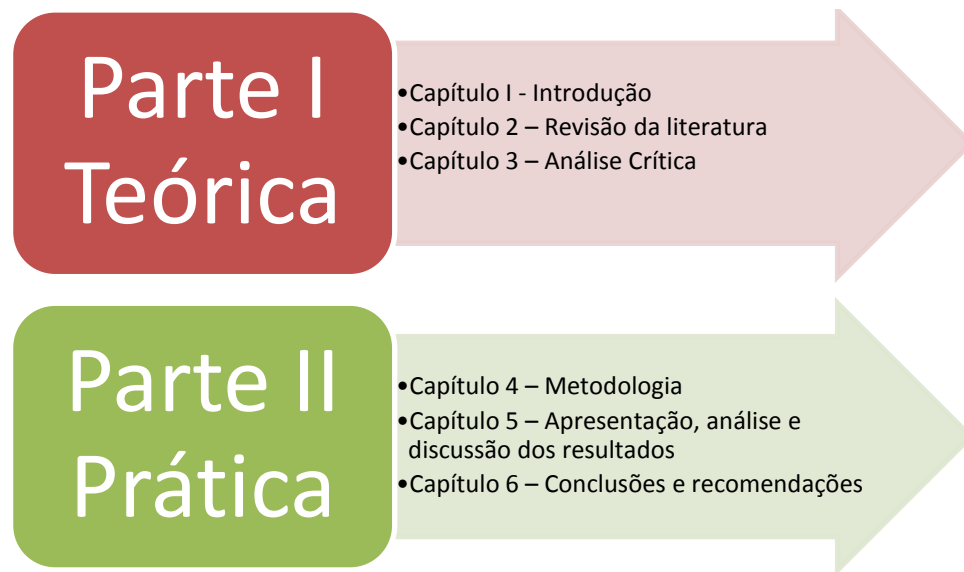 Parte I
Teórica
•Capítulo I - Introdução
•Capítulo 2 – Revisão da literatura
•Capítulo 3 – Análise Crítica
Parte II
Prática
•Capítulo 4 – Metodologia
•Capítulo 5 – Apresentação, análise e
discussão dos resultados
•Capítulo 6 – Conclusões e recomendações